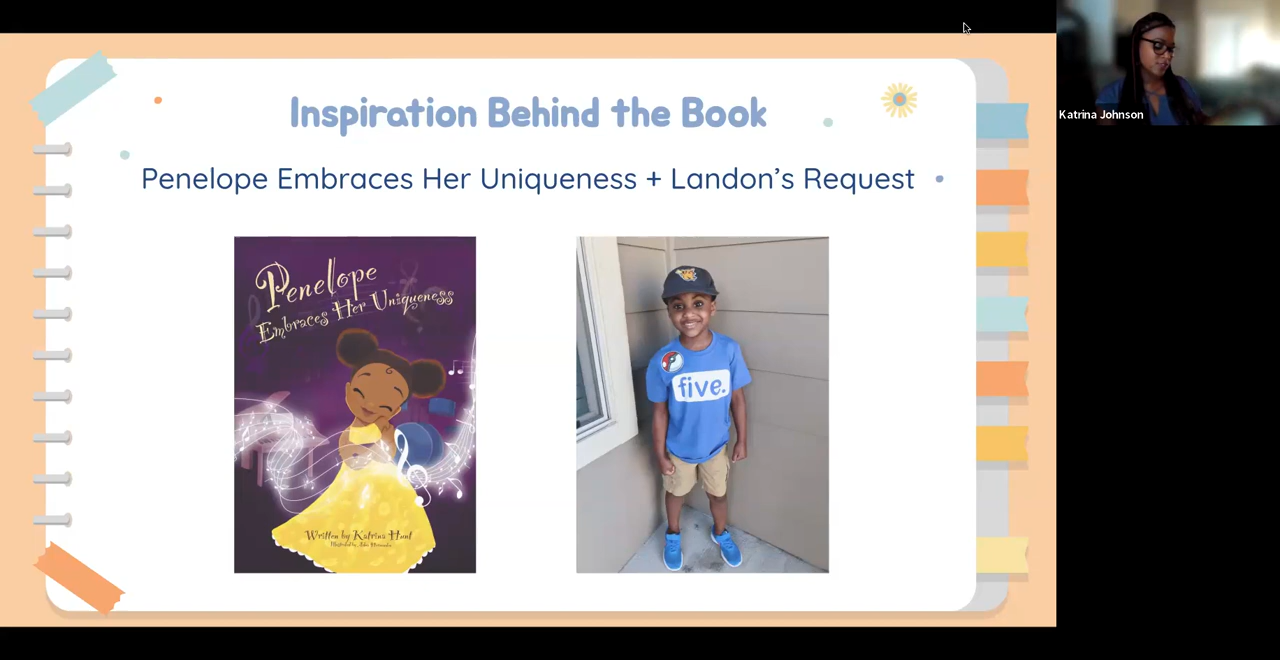 Inspiration Behind the Book
Penelope Embraces Her Uniqueness + Landon's Request
Penelope
Embraces Her Uniqueness
Written by Katrina Hunt
five.
Katrina Johnson